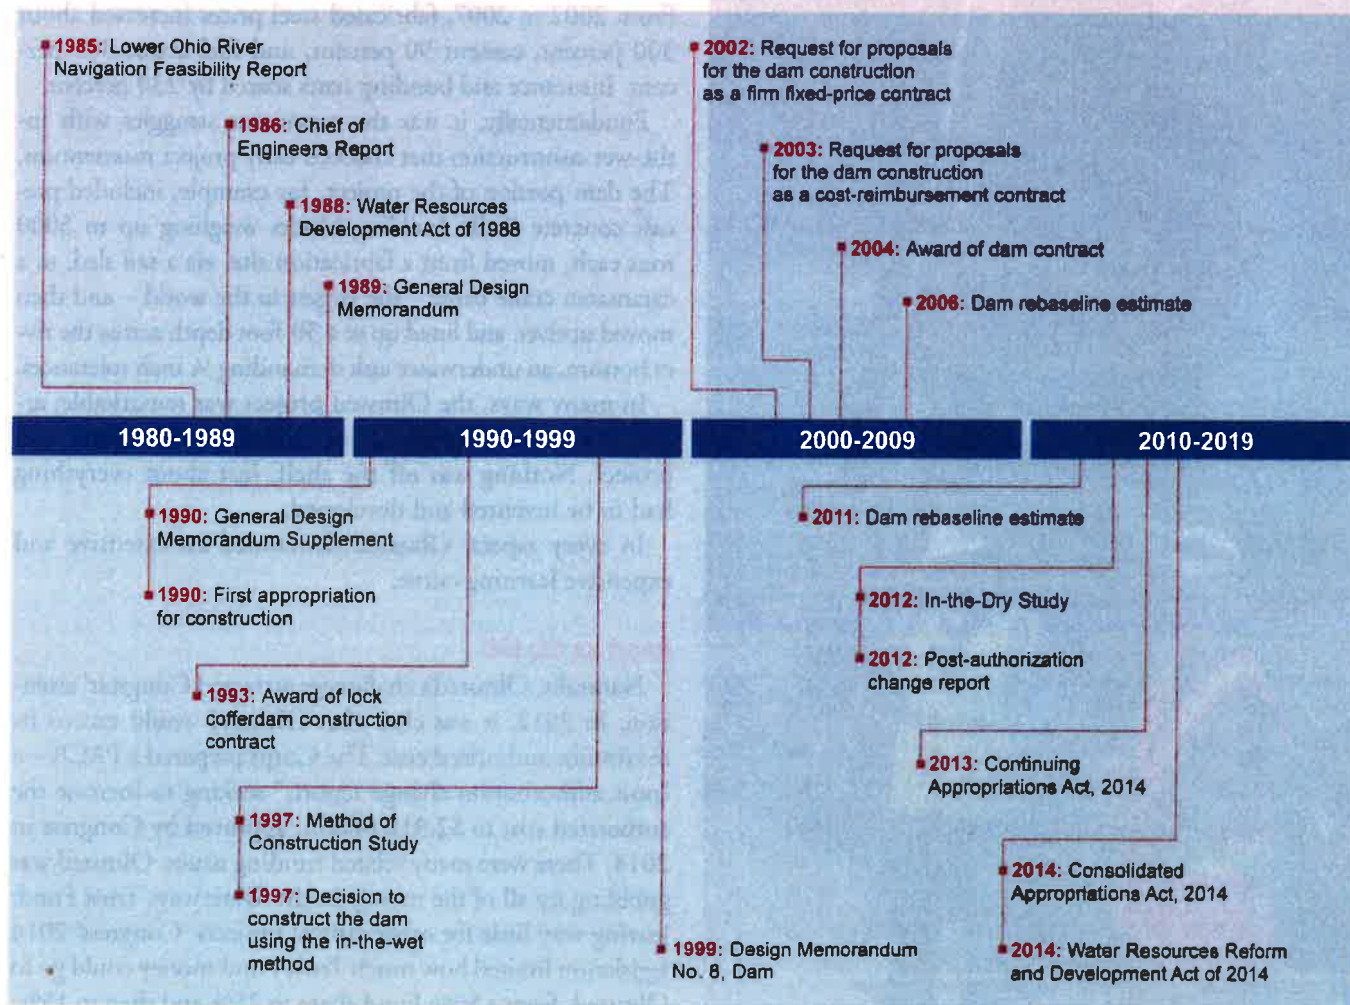 1985: Lower Ohio River
Navigation Feasibility Report
1986: Chief of
Engineers Report
1988: Water Resources
Development Act of 1988
1989: General Design
Memorandum
2002: Request for proposals
for the dam construction
as a firm fixed-price contract
2003: Request for proposals
for the dam construction
as a cost-reimbursement contract
2004: Award of dam contract
2006: Dam rebaseline estimate
1980-1989
1990-1999
2000-2009
2010-2019
1990: General Design
Memorandum Supplement
1990: First appropriation
for construction
1993: Award of lock
cofferdam construction
contract
1997: Method of
Construction Study
1997: Decision to
construct the dam
using the in-the-wet
method
1999: Design Memorandum
No. 8, Dam
2011: Dam rebaseline estimate
2012: In-the-Dry Study
2012: Post-authorization
change report
2013: Continuing
Appropriations Act, 2014
2014: Consolidated
Appropriations Act, 2014
2014: Water Resources Reform
and Development Act of 2014